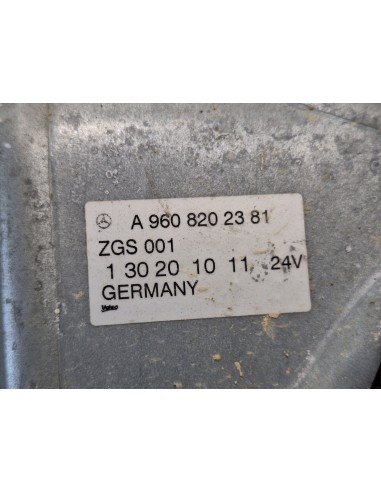 A 960 820 23 81
ZGS 001
1 30 20 10 11 24V
GERMANY
Valeo